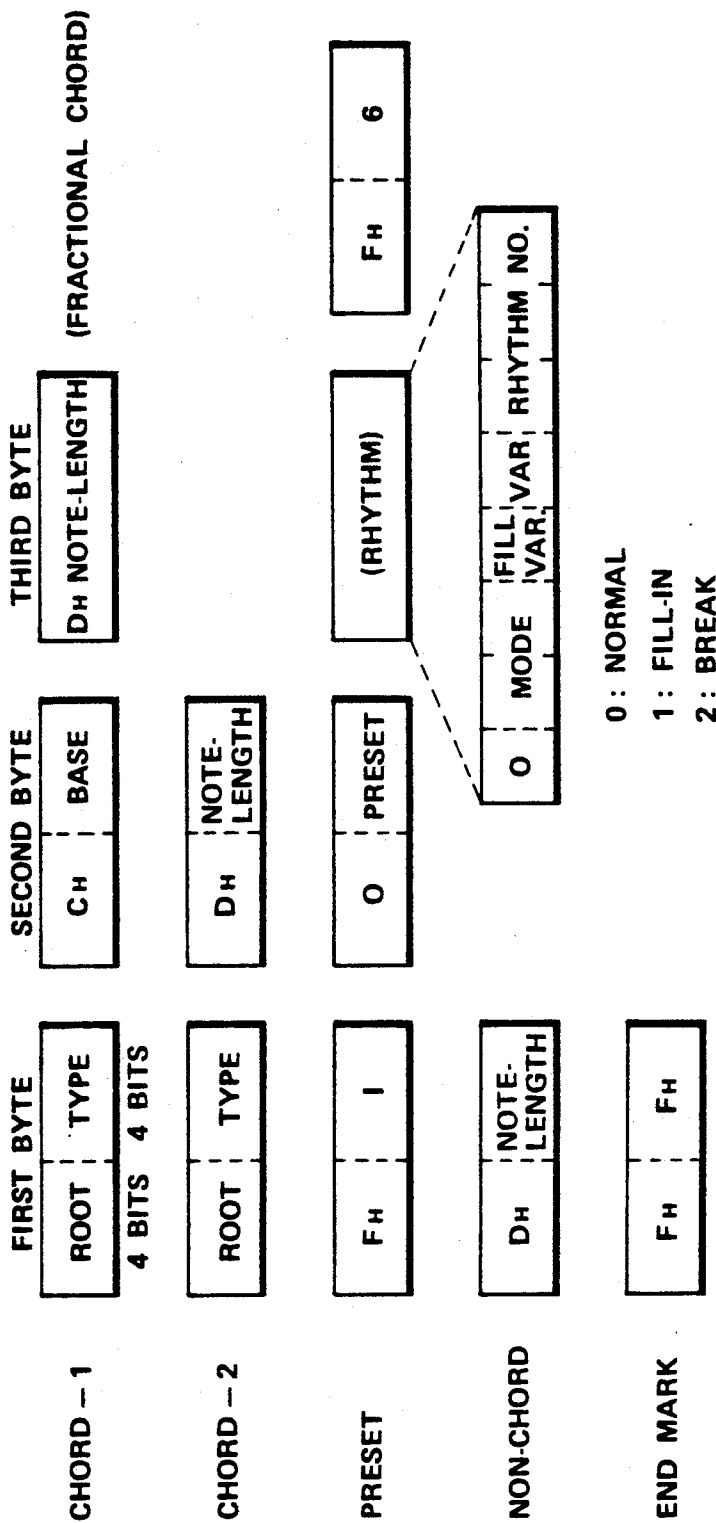 FIRST BYTE SECOND BYTE THIRD BYTE
CHORD – 1 ROOT TYPE CH BASE DH NOTE-LENGTH (FRACTIONAL CHORD)
4 BITS 4 BITS
CHORD – 2 ROOT TYPE DH NOTE-
LENGTH
PRESET FH 1 O PRESET (RHYTHM) FH 6
NON-CHORD DH NOTE-
LENGTH
O MODE FILL VAR. VAR RHYTHM NO.
END MARK FH FH
0 : NORMAL
1 : FILL-IN
2 : BREAK